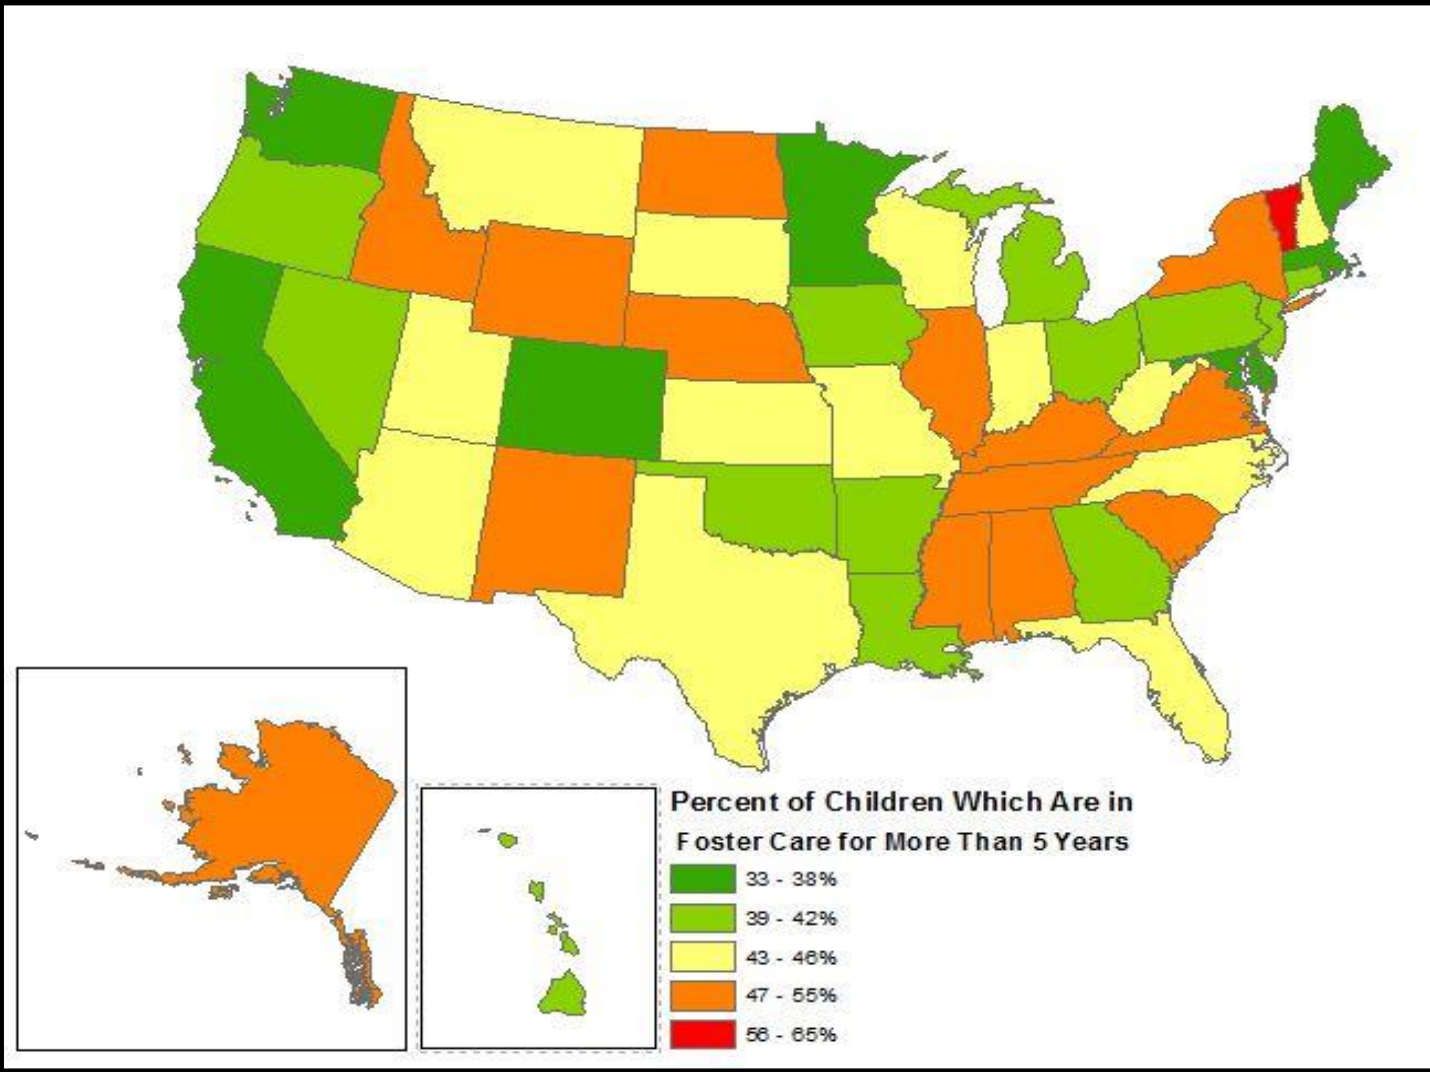 Percent of Children Which Are in
Foster Care for More Than 5 Years
33 - 38%
39 - 42%
43 - 46%
47 - 55%
56 - 65%